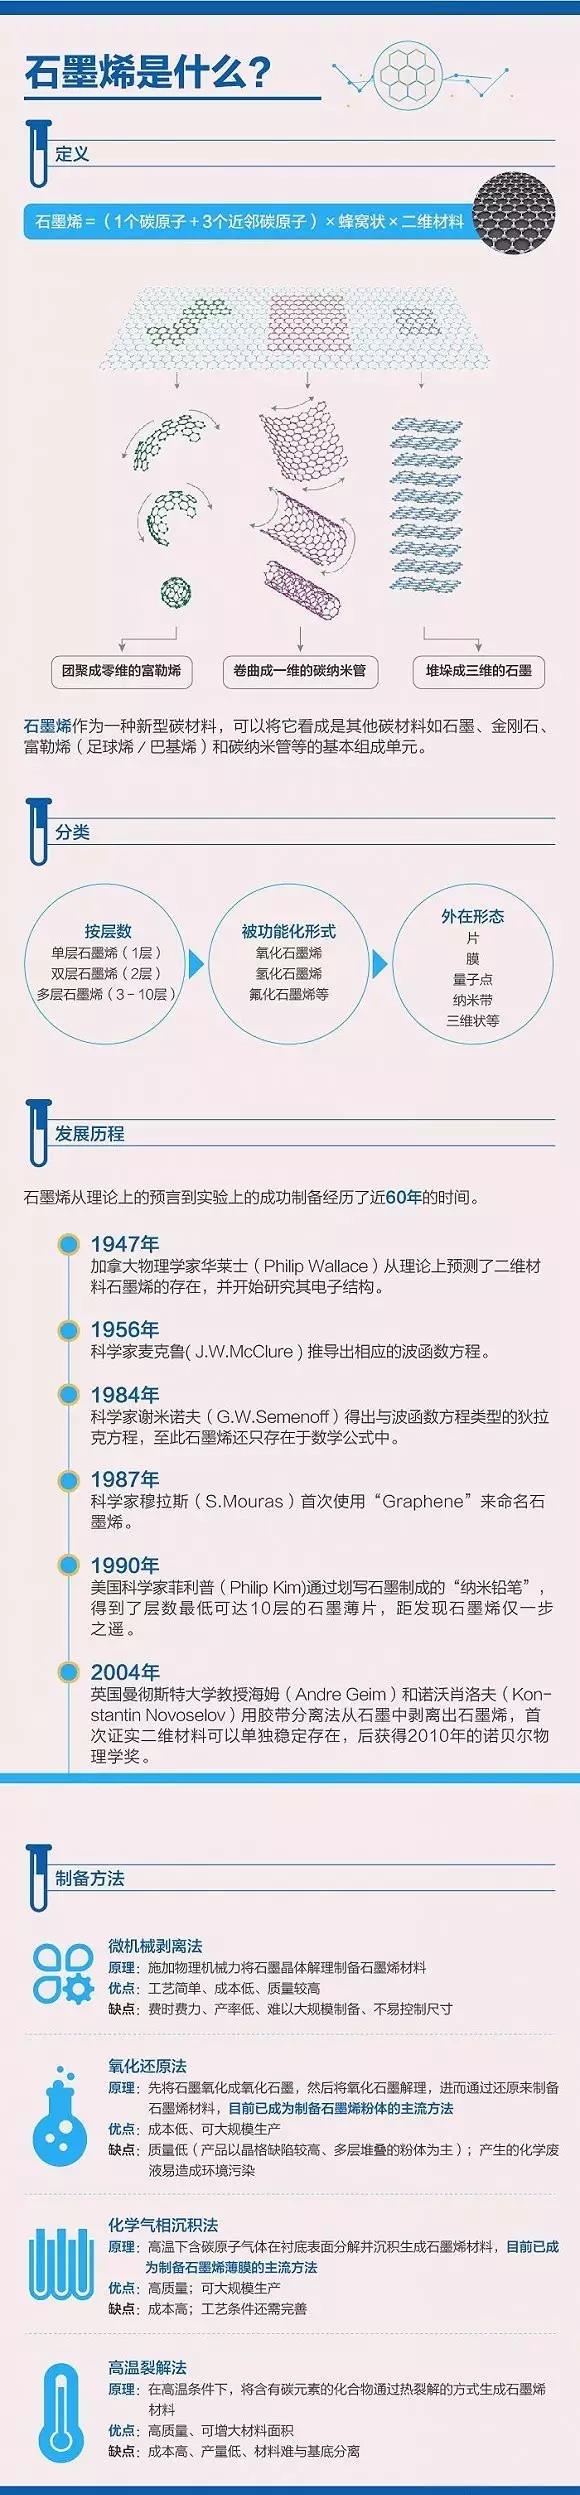 石墨烯是什么？
定义
石墨烯＝（1个碳原子＋3个近邻碳原子）×蜂窝状×二维材料
团聚成零维的富勒烯
卷曲成一维的碳纳米管
堆垛成三维的石墨
石墨烯作为一种新型碳材料，可以将它看成是其他碳材料如石墨、金刚石、
富勒烯（足球烯／巴基烯）和碳纳米管等的基本组成单元。
分类
按层数
单层石墨烯（1层）
双层石墨烯（2层）
多层石墨烯（3－10层）
被功能化形式
氧化石墨烯
氢化石墨烯
氟化石墨烯等
外在形态
片
膜
量子点
纳米带
三维状等
发展历程
石墨烯从理论上的预言到实验上的成功制备经历了近60年的时间。
1947年
加拿大物理学家华莱士（Philip Wallace）从理论上预测了二维材
料石墨烯的存在，并开始研究其电子结构。
1956年
科学家麦克鲁( J.W.McClure ) 推导出相应的波函数方程。
1984年
科学家谢米诺夫（G.W.Semenoff）得出与波函数方程类型的狄拉
克方程，至此石墨烯还只存在于数学公式中。
1987年
科学家穆拉斯（S.Mouras）首次使用“Graphene”来命名石
墨烯。
1990年
美国科学家菲利普（Philip Kim)通过划写石墨制成的“纳米铅笔”，
得到了层数最低可达10层的石墨薄片，距发现石墨烯仅一步
之遥。
2004年
英国曼彻斯特大学教授海姆（Andre Geim）和诺沃肖洛夫（Kon-
stantin Novoselov）用胶带分离法从石墨中剥离出石墨烯，首
次证实二维材料可以单独稳定存在，后获得2010年的诺贝尔物
理学奖。
制备方法
微机械剥离法
原理：施加物理机械力将石墨晶体解理制备石墨烯材料
优点：工艺简单、成本低、质量较高
缺点：费时费力、产率低、难以大规模制备、不易控制尺寸
氧化还原法
原理：先将石墨氧化成氧化石墨，然后将氧化石墨解理，进而通过还原来制备
石墨烯材料，目前已成为制备石墨烯粉体的主流方法
优点：成本低、可大规模生产
缺点：质量低（产品以晶格缺陷较高、多层堆叠的粉体为主）；产生的化学废
液易造成环境污染
化学气相沉积法
原理：高温下含碳原子气体在衬底表面分解并沉积生成石墨烯材料，目前已成
为制备石墨烯薄膜的主流方法
优点：高质量；可大规模生产
缺点：成本高；工艺条件还需完善
高温裂解法
原理：在高温条件下，将含有碳元素的化合物通过热裂解的方式生成石墨烯
材料
优点：高质量、可增大材料面积
缺点：成本高、产量低、材料难与基底分离